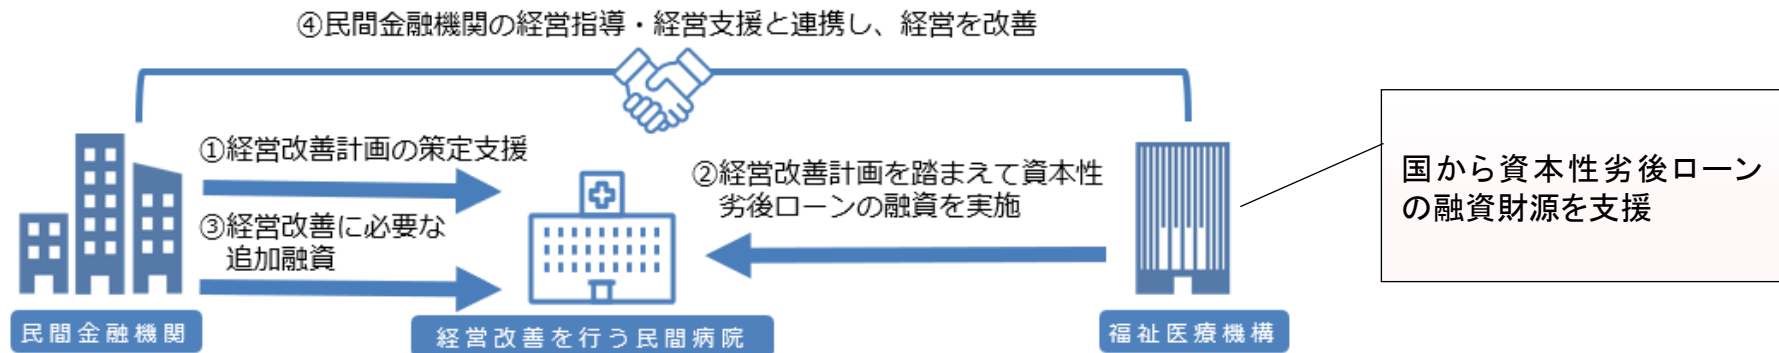 ④民間金融機関の経営指導・経営支援と連携し、経営を改善
①経営改善計画の策定支援
③経営改善に必要な
追加融資
②経営改善計画を踏まえて資本性
劣後ローンの融資を実施
国から資本性劣後ローン
の融資財源を支援
民間金融機関
経営改善を行う民間病院
福祉医療機構